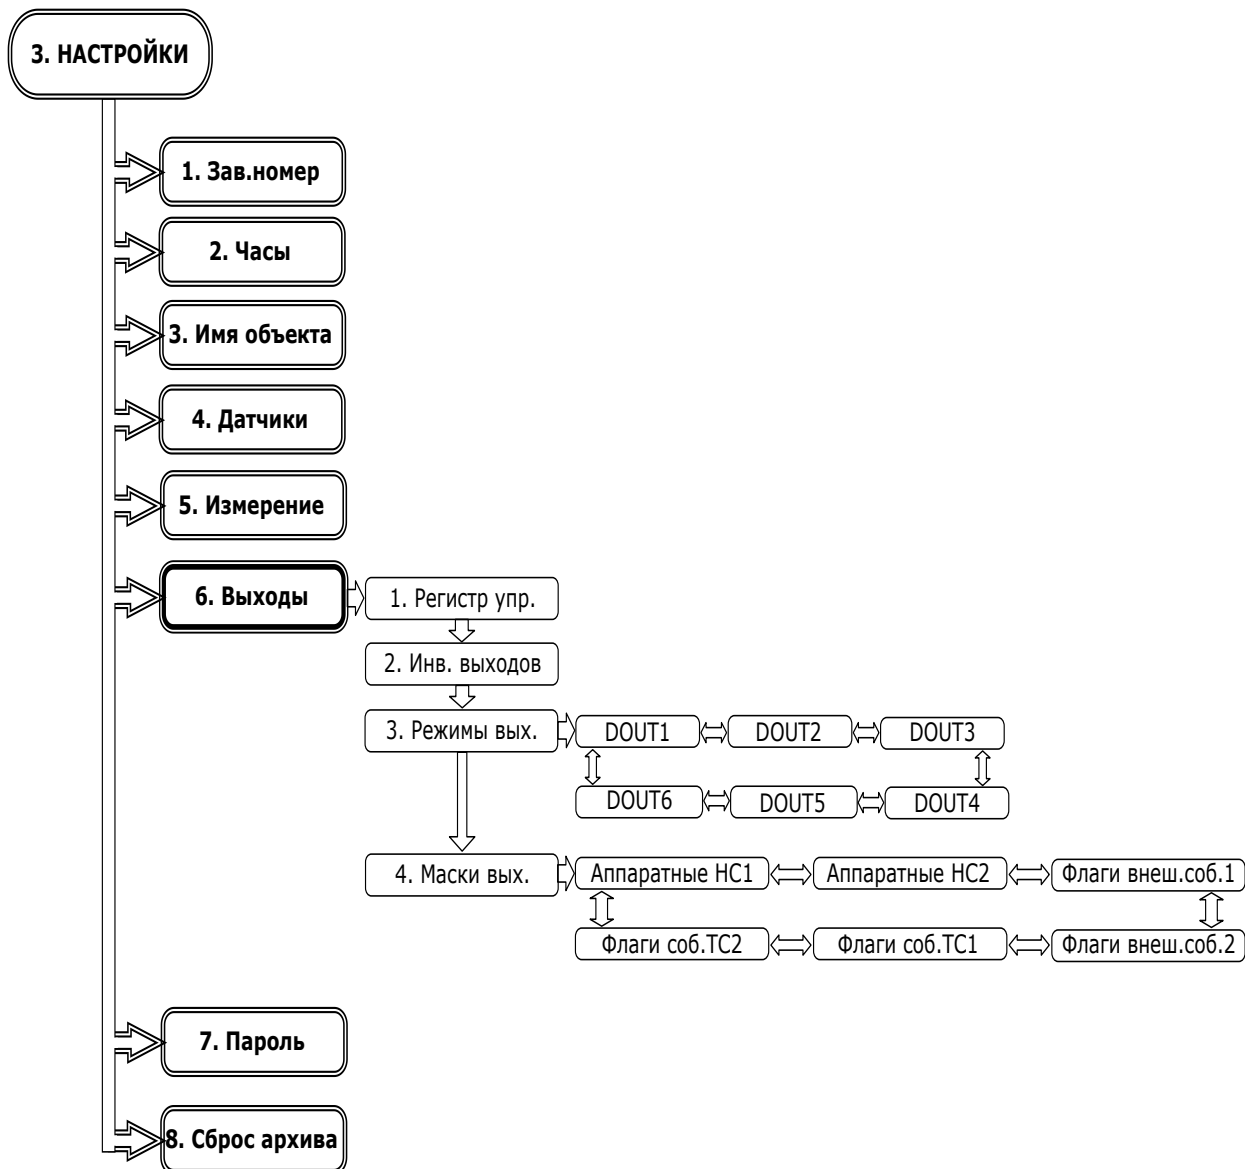 3. НАСТРОЙКИ
1. Зав.номер
2. Часы
3. Имя объекта
4. Датчики
5. Измерение
6. Выходы
1. Регистр упр.
2. Инв. выходов
3. Режимы вых.
DOUT1
DOUT2
DOUT3
DOUT6
DOUT5
DOUT4
4. Маски вых.
Аппаратные НС1
Аппаратные НС2
Флаги внеш.соб.1
Флаги соб.ТС2
Флаги соб.ТС1
Флаги внеш.соб.2
7. Пароль
8. Сброс архива